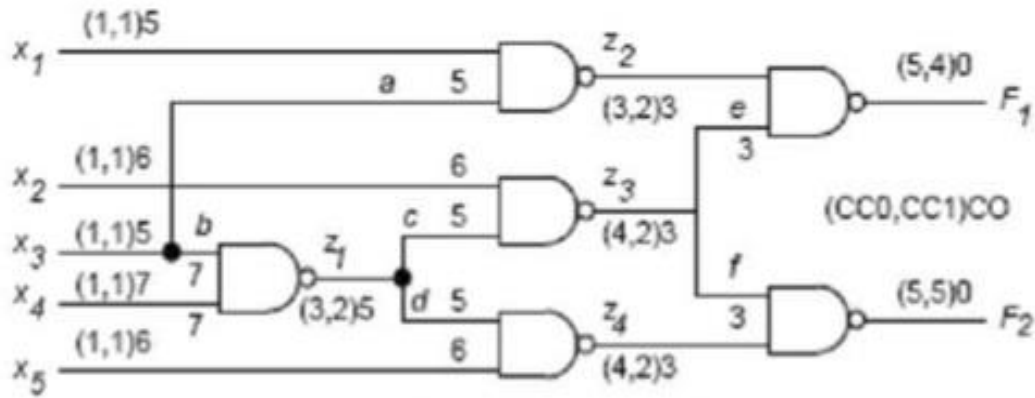 x1 (1,1)5
a 5
z2 (3,2)3
(5,4)0 F1
e 3
x2 (1,1)6
6
z3 (4,2)3
(CC0,CC1)CO
x3 (1,1)5
b 7
z1 (3,2)5
c 5
x4 (1,1)7
7
d 5
f 3
(5,5)0 F2
z4 (4,2)3
x5 (1,1)6
6